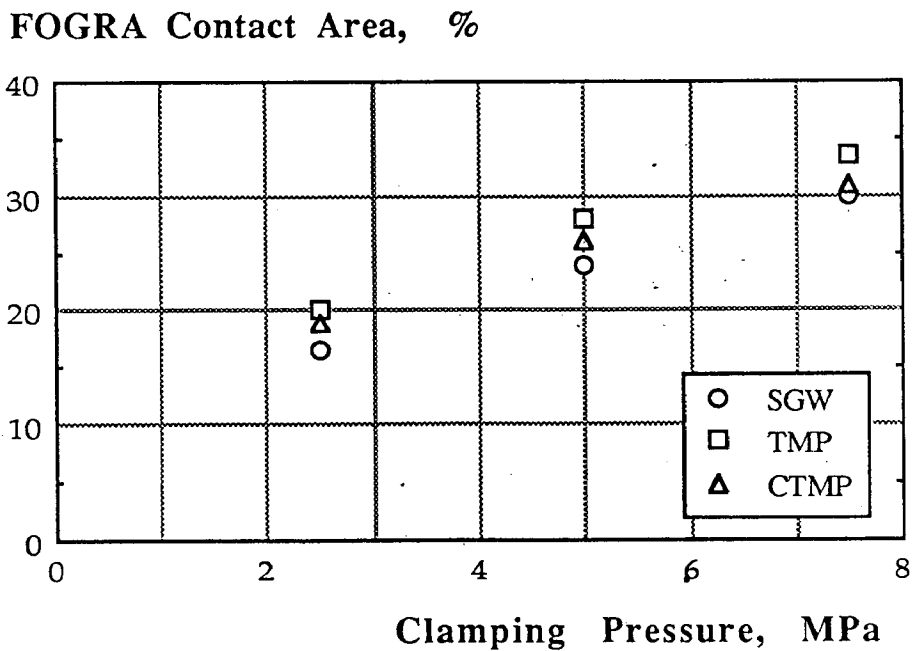 FOGRA Contact Area, %
40
30
20
10
0
SGW
TMP
CTMP
0 2 4 6 8
Clamping Pressure, MPa